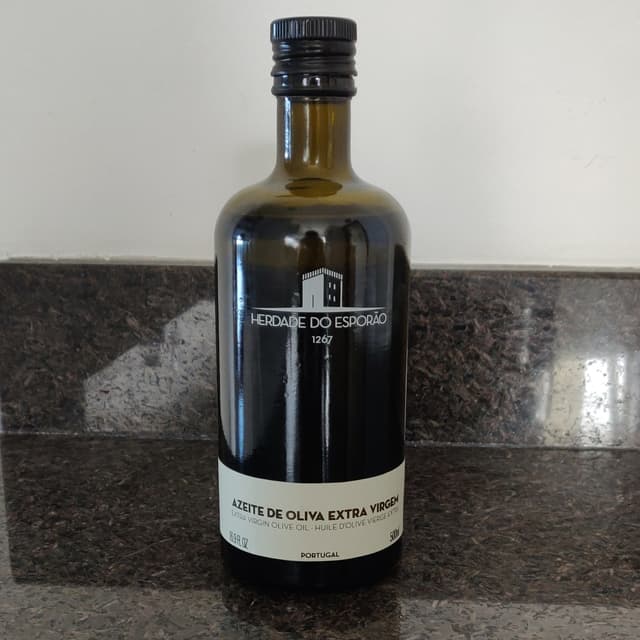 HERDADE DO ESPORÃO
1267
AZEITE DE OLIVA EXTRA VIRGEM
EXTRA VIRGIN OLIVE OIL - HUILE D'OLIVE VIERGE EXTRA
16.9 FL OZ 500ml
PORTUGAL